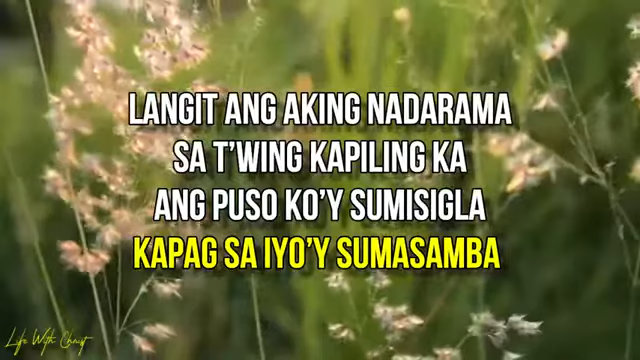 LANGIT ANG AKING NADARAMA
SA T'WING KAPILING KA
ANG PUSO KO'Y SUMISIGLA
KAPAG SA IYO'Y SUMASAMBA
Life With Christ